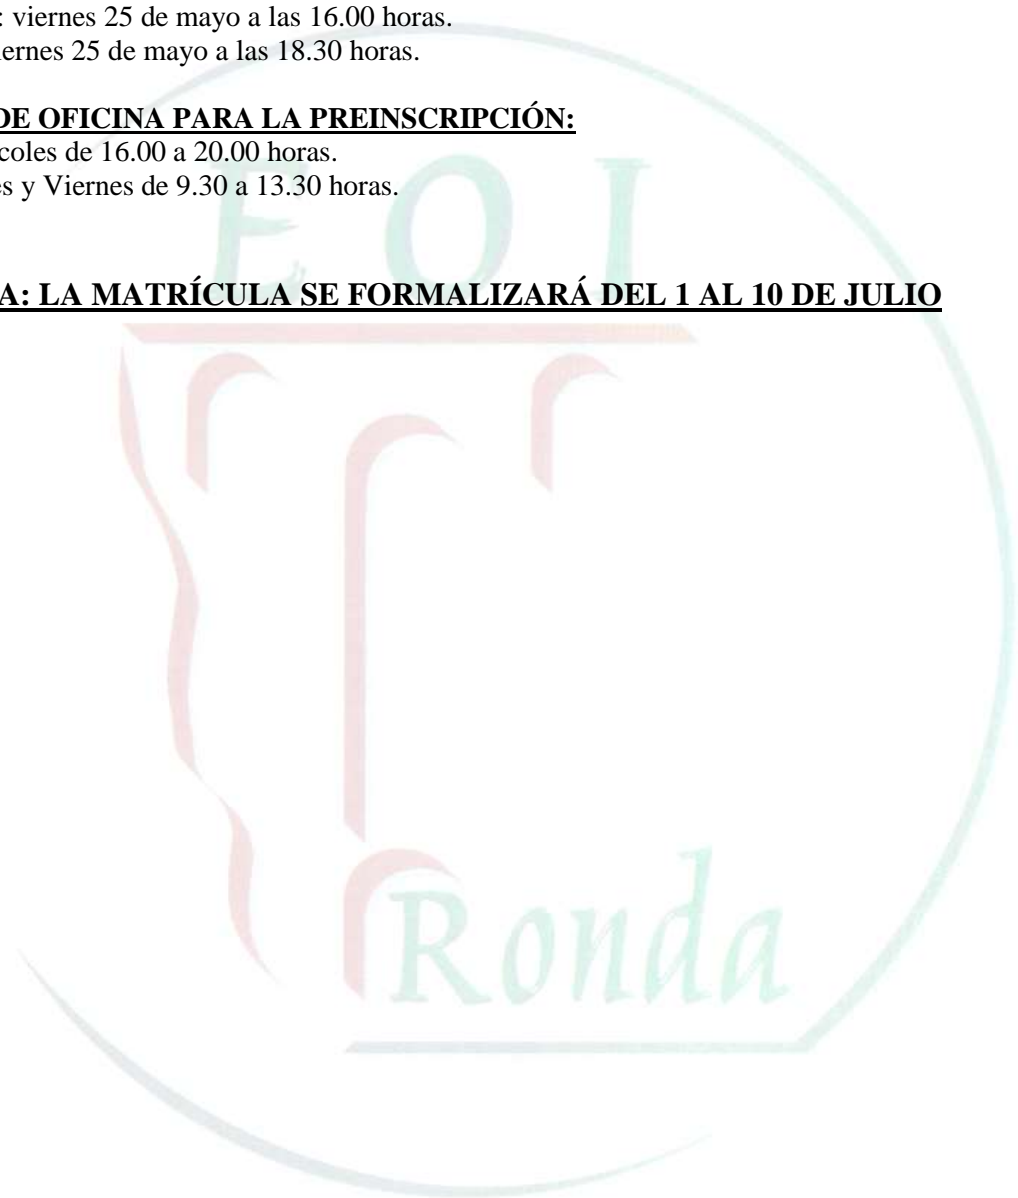 : viernes 25 de mayo a las 16.00 horas.
iernes 25 de mayo a las 18.30 horas.
DE OFICINA PARA LA PREINSCRIPCIÓN:
coles de 16.00 a 20.00 horas.
es y Viernes de 9.30 a 13.30 horas.
E O I
A: LA MATRÍCULA SE FORMALIZARÁ DEL 1 AL 10 DE JULIO
Ronda